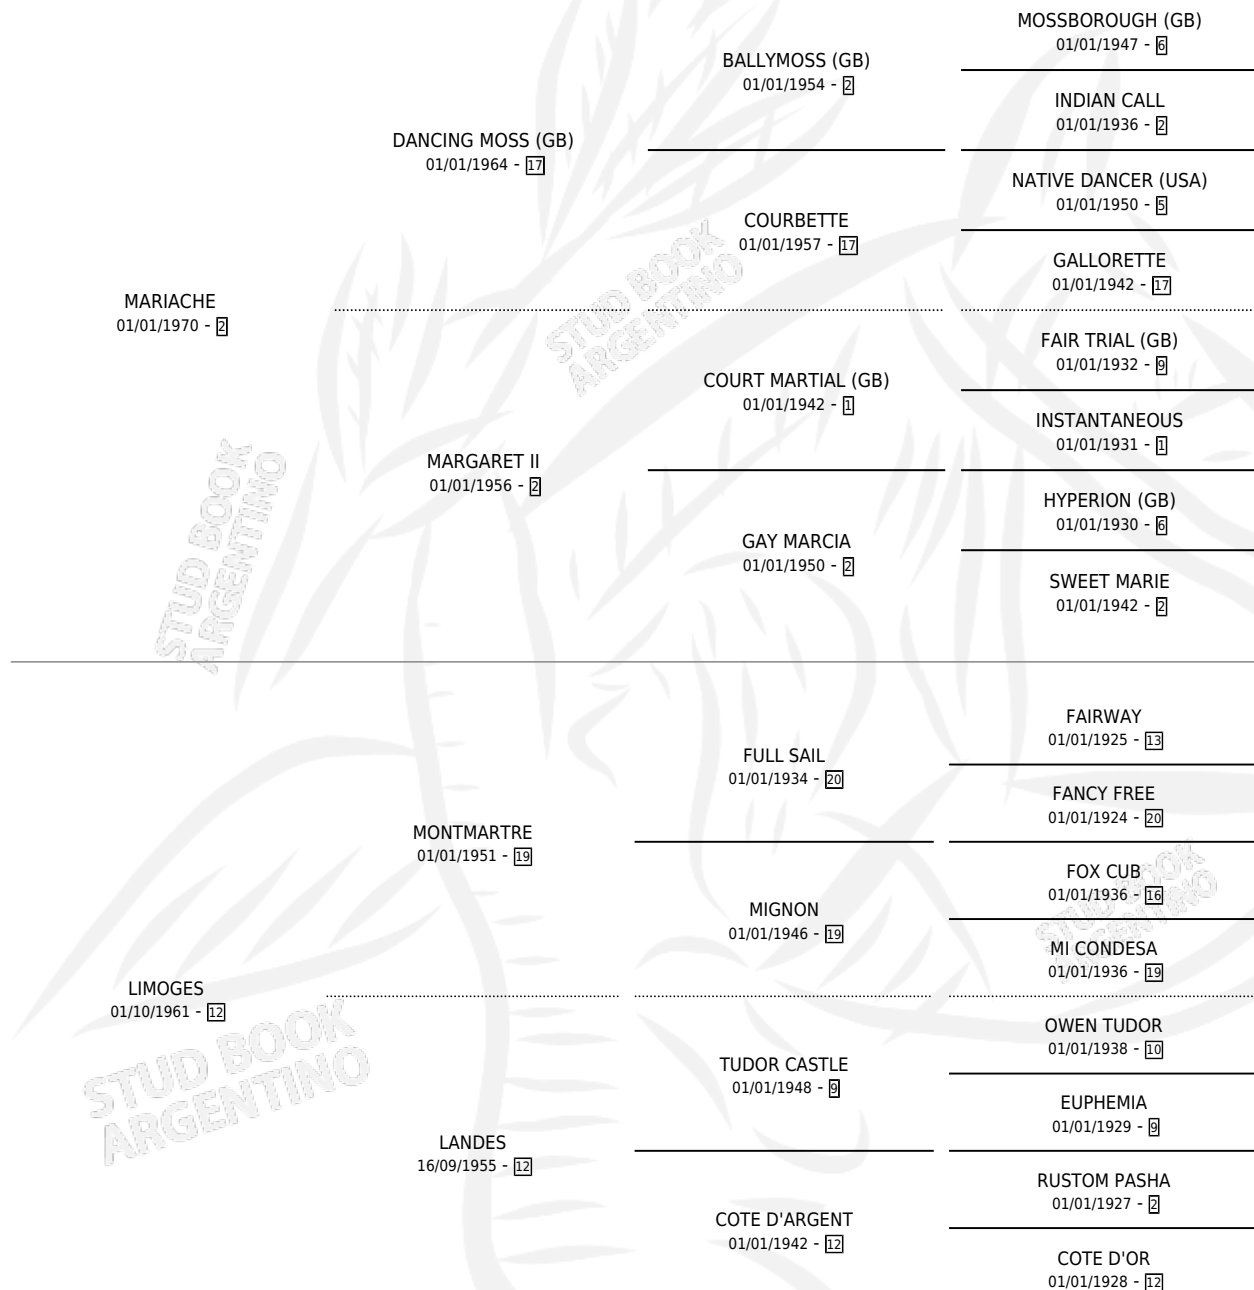 MOSSBOROUGH (GB)
01/01/1947 - 6
BALLYMOSS (GB)
01/01/1954 - 2
INDIAN CALL
01/01/1936 - 2
DANCING MOSS (GB)
01/01/1964 - 17
NATIVE DANCER (USA)
01/01/1950 - 5
COURBETTE
01/01/1957 - 17
GALLORETTE
01/01/1942 - 17
MARIACHE
01/01/1970 - 2
STUD BOOK
ARGENTINO
FAIR TRIAL (GB)
01/01/1932 - 9
COURT MARTIAL (GB)
01/01/1942 - 1
INSTANTANEOUS
01/01/1931 - 1
MARGARET II
01/01/1956 - 2
HYPERION (GB)
01/01/1930 - 6
GAY MARCIA
01/01/1950 - 2
SWEET MARIE
01/01/1942 - 2
STUD BOOK
ARGENTINO
FAIRWAY
01/01/1925 - 13
FULL SAIL
01/01/1934 - 20
FANCY FREE
01/01/1924 - 20
MONTMARTRE
01/01/1951 - 19
FOX CUB
01/01/1936 - 16
MIGNON
01/01/1946 - 19
STUD BOOK
ARGENTINO
MI CONDESA
01/01/1936 - 19
LIMOGES
01/10/1961 - 12
OWEN TUDOR
01/01/1938 - 10
TUDOR CASTLE
01/01/1948 - 9
STUD BOOK
ARGENTINO
EUPHEMIA
01/01/1929 - 9
LANDES
16/09/1955 - 12
RUSTOM PASHA
01/01/1927 - 2
COTE D'ARGENT
01/01/1942 - 12
COTE D'OR
01/01/1928 - 12